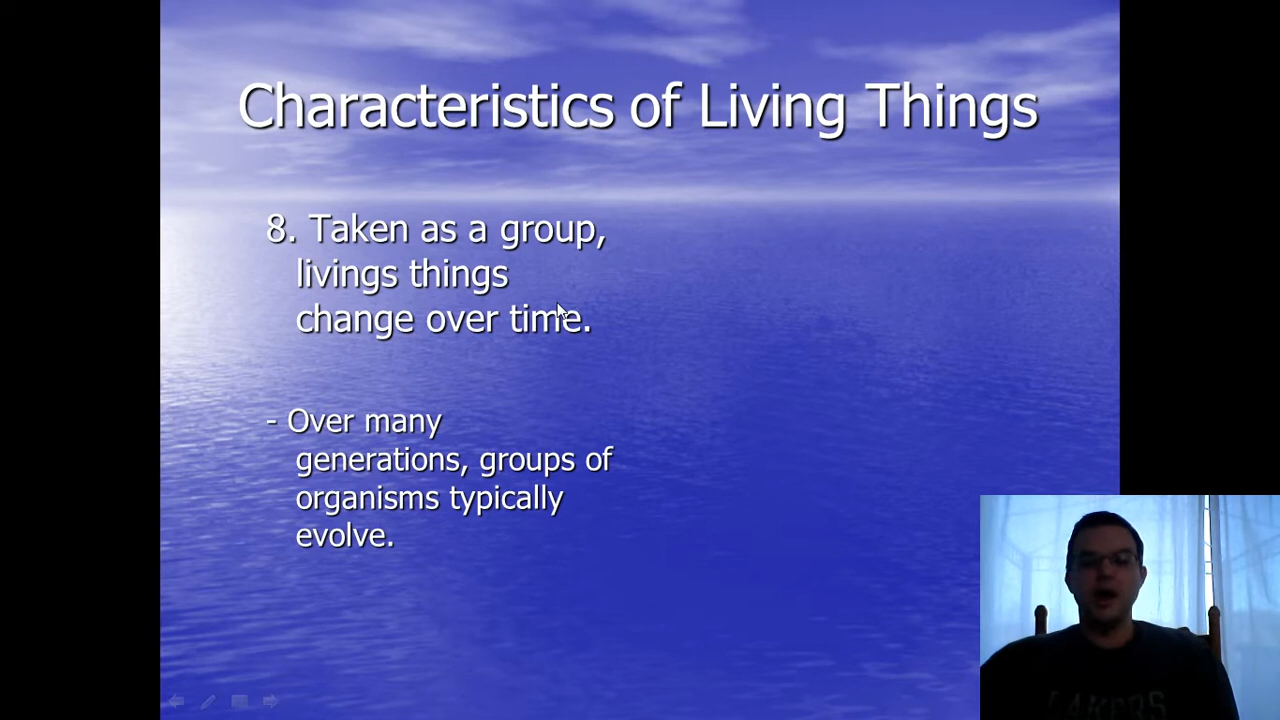 Characteristics of Living Things
8. Taken as a group,
livings things
change over time.
- Over many
generations, groups of
organisms typically
evolve.
LAKERS